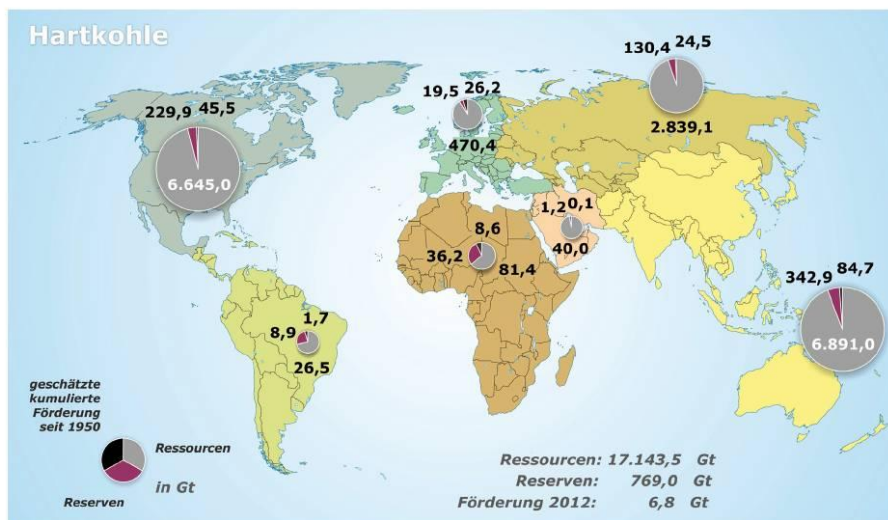 Hartkohle
130,4 24,5
2.839,1
19,5 26,2
470,4
229,9 45,5
6.645,0
1,2 0,1
40,0
8,6
36,2
81,4
342,9 84,7
6.891,0
1,7
8,9
26,5
geschätzte
kumulierte
Förderung
seit 1950
Ressourcen
Reserven
in Gt
Ressourcen: 17.143,5 Gt
Reserven: 769,0 Gt
Förderung 2012: 6,8 Gt